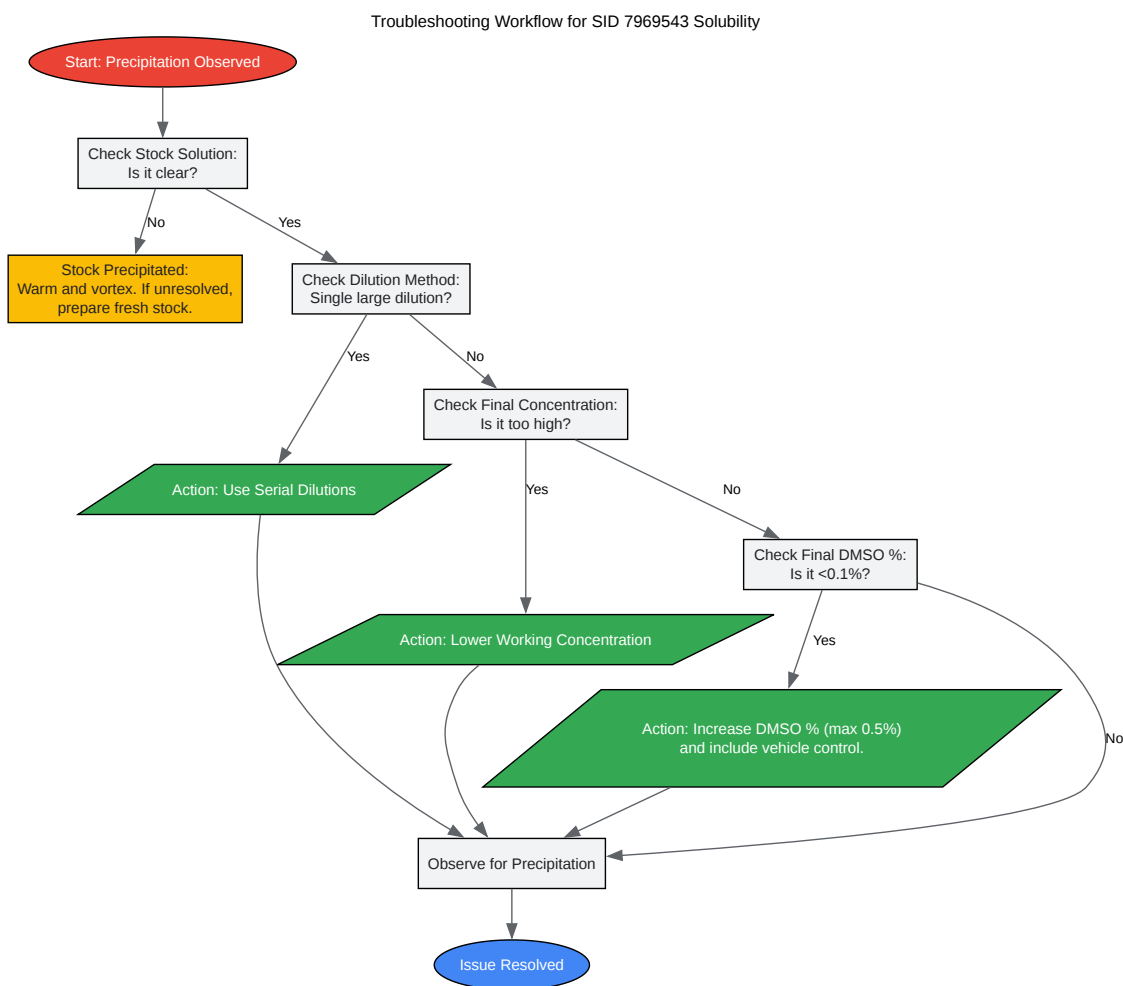 Troubleshooting Workflow for SID 7969543 Solubility
Start: Precipitation Observed
Check Stock Solution:
Is it clear?
No
Yes
Stock Precipitated:
Warm and vortex. If unresolved,
prepare fresh stock.
Check Dilution Method:
Single large dilution?
Yes
No
Check Final Concentration:
Is it too high?
Action: Use Serial Dilutions
Yes
No
Check Final DMSO %:
Is it <0.1%?
Action: Lower Working Concentration
Yes
Action: Increase DMSO % (max 0.5%)
and include vehicle control.
No
Observe for Precipitation
Issue Resolved